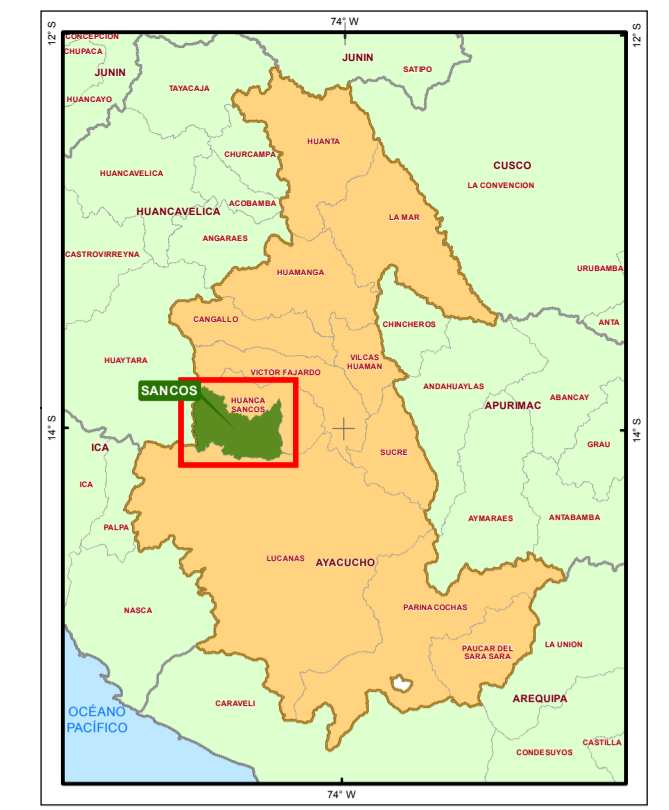 74° W
12° S
12° S
CONCEPCION
CHUPACA
JUNIN
JUNIN
SATIPO
TAYACAJA
HUANCAYO
HUANTA
CHURCAMPA
CUSCO
HUANCAVELICA
LA CONVENCION
ACOBAMBA
HUANCAVELICA
LA MAR
ANGARAES
CASTROVIRREYNA
URUBAMBA
HUAMANGA
CANGALLO
CHINCHEROS
ANTA
HUAYTARA
VILCAS
HUAMAN
VICTOR FAJARDO
SANCOS
ANDAHUAYLAS
ABANCAY
HUANCA
SANCOS
APURIMAC
14° S
14° S
ICA
GRAU
SUCRE
ICA
AYMARAES
ANTABAMBA
PALPA
LUCANAS
AYACUCHO
NASCA
PARINACOCHAS
PAUCAR DEL
SARA SARA
LA UNION
CARAVELI
AREQUIPA
OCÉANO
PACÍFICO
CASTILLA
CONDESUYOS
74° W